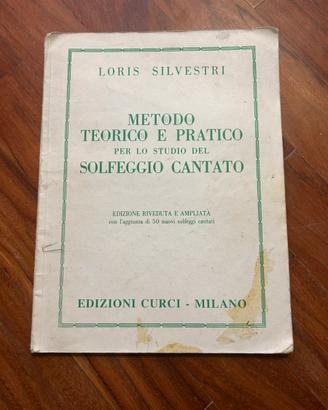 LORIS SILVESTRI
METODO
TEORICO E PRATICO
PER LO STUDIO DEL
SOLFEGGIO CANTATO
EDIZIONE RIVEDUTA E AMPLIATA
con l'aggiunta di 50 nuovi solfeggi cantati
EDIZIONI CURCI - MILANO